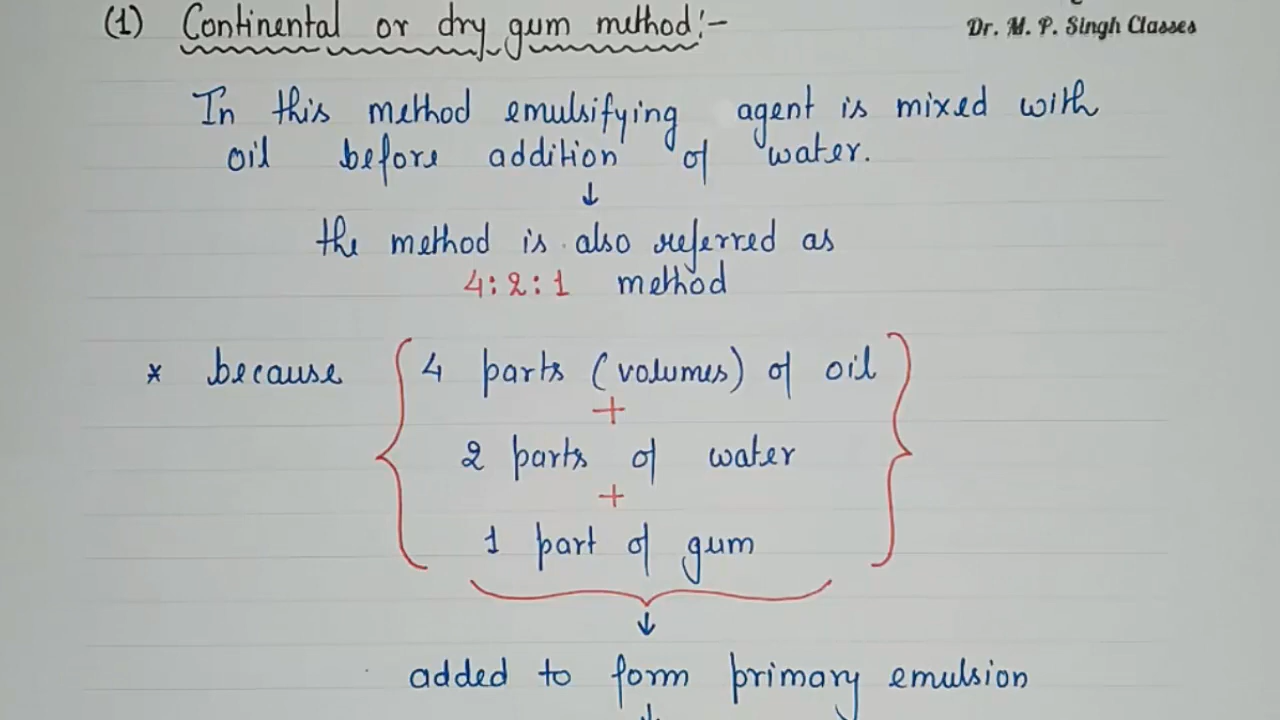 (1) Continental or dry gum method:-
Dr. M. P. Singh Classes
In this method emulsifying agent is mixed with
oil before addition of water.
↓
the method is also referred as
4:2:1 method
* because { 4 parts (volumes) of oil }
+
2 parts of water
+
1 part of gum
↓
added to form primary emulsion
↓